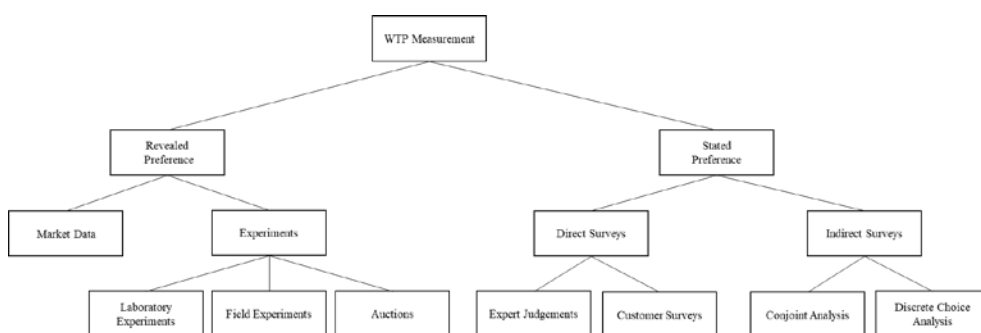 WTP Measurement
Revealed
Preference
Stated
Preference
Market Data
Experiments
Direct Surveys
Indirect Surveys
Laboratory
Experiments
Field Experiments
Auctions
Expert Judgements
Customer Surveys
Conjoint Analysis
Discrete Choice
Analysis